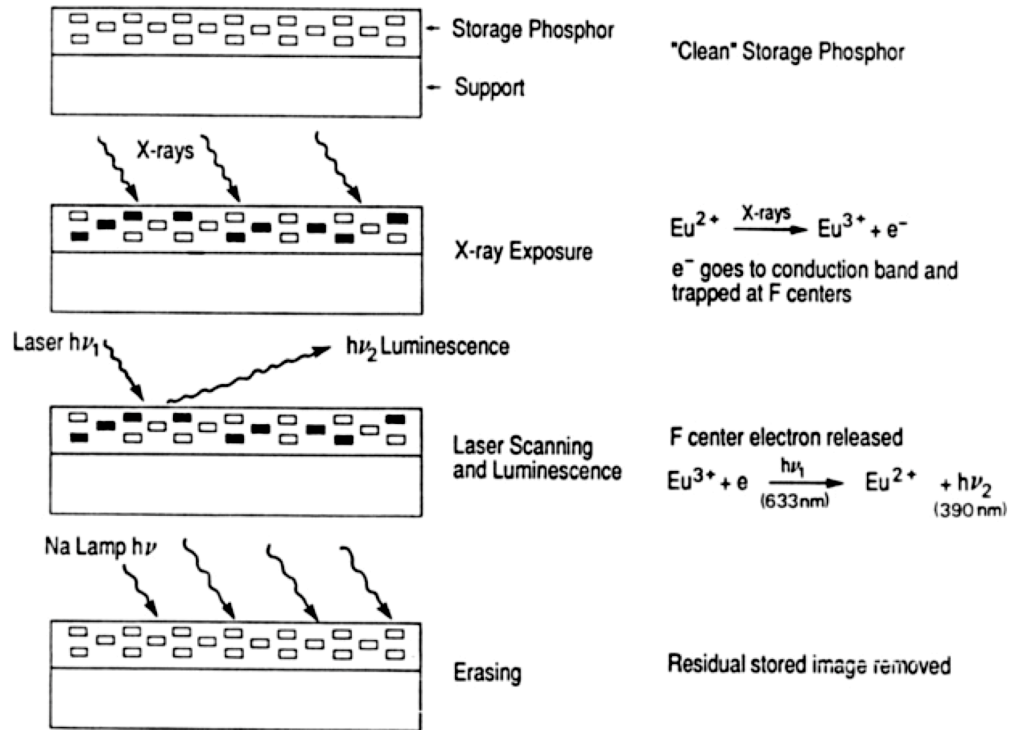 Storage Phosphor
"Clean" Storage Phosphor
Support
X-rays
X-ray Exposure
Eu²⁺ X-rays Eu³⁺ + e⁻
e⁻ goes to conduction band and
trapped at F centers
Laser hν₁
hν₂ Luminescence
Laser Scanning
and Luminescence
F center electron released
Eu³⁺ + e hν₁ (633nm) Eu²⁺ + hν₂ (390 nm)
Na Lamp hν
Erasing
Residual stored image removed